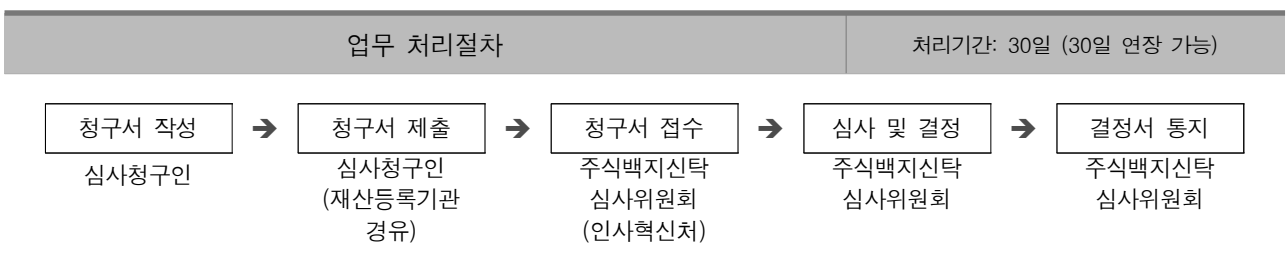 업무 처리절차
처리기간: 30일 (30일 연장 가능)
청구서 작성 ➔ 청구서 제출 ➔ 청구서 접수 ➔ 심사 및 결정 ➔ 결정서 통지
심사청구인
심사청구인
(재산등록기관
경유)
주식백지신탁
심사위원회
(인사혁신처)
주식백지신탁
심사위원회
주식백지신탁
심사위원회